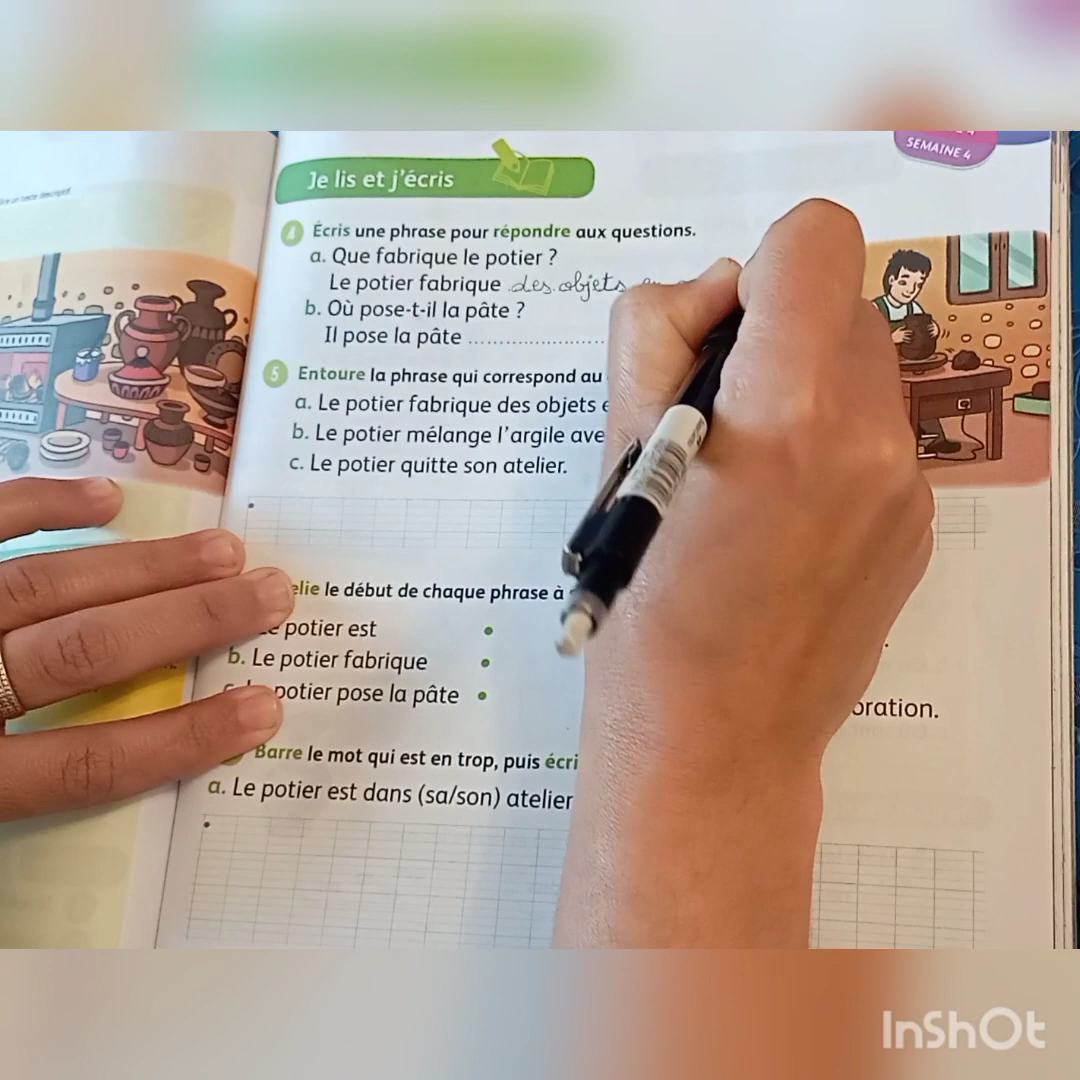 SEMAINE 4
Je lis et j'écris
4 Écris une phrase pour répondre aux questions.
a. Que fabrique le potier ?
Le potier fabrique des objets
b. Où pose-t-il la pâte ?
Il pose la pâte ........................
5 Entoure la phrase qui correspond au
a. Le potier fabrique des objets e
b. Le potier mélange l'argile ave
c. Le potier quitte son atelier.
elie le début de chaque phrase à
potier est
b. Le potier fabrique
potier pose la pâte
oration.
Barre le mot qui est en trop, puis écri
a. Le potier est dans (sa/son) atelier
InShOt